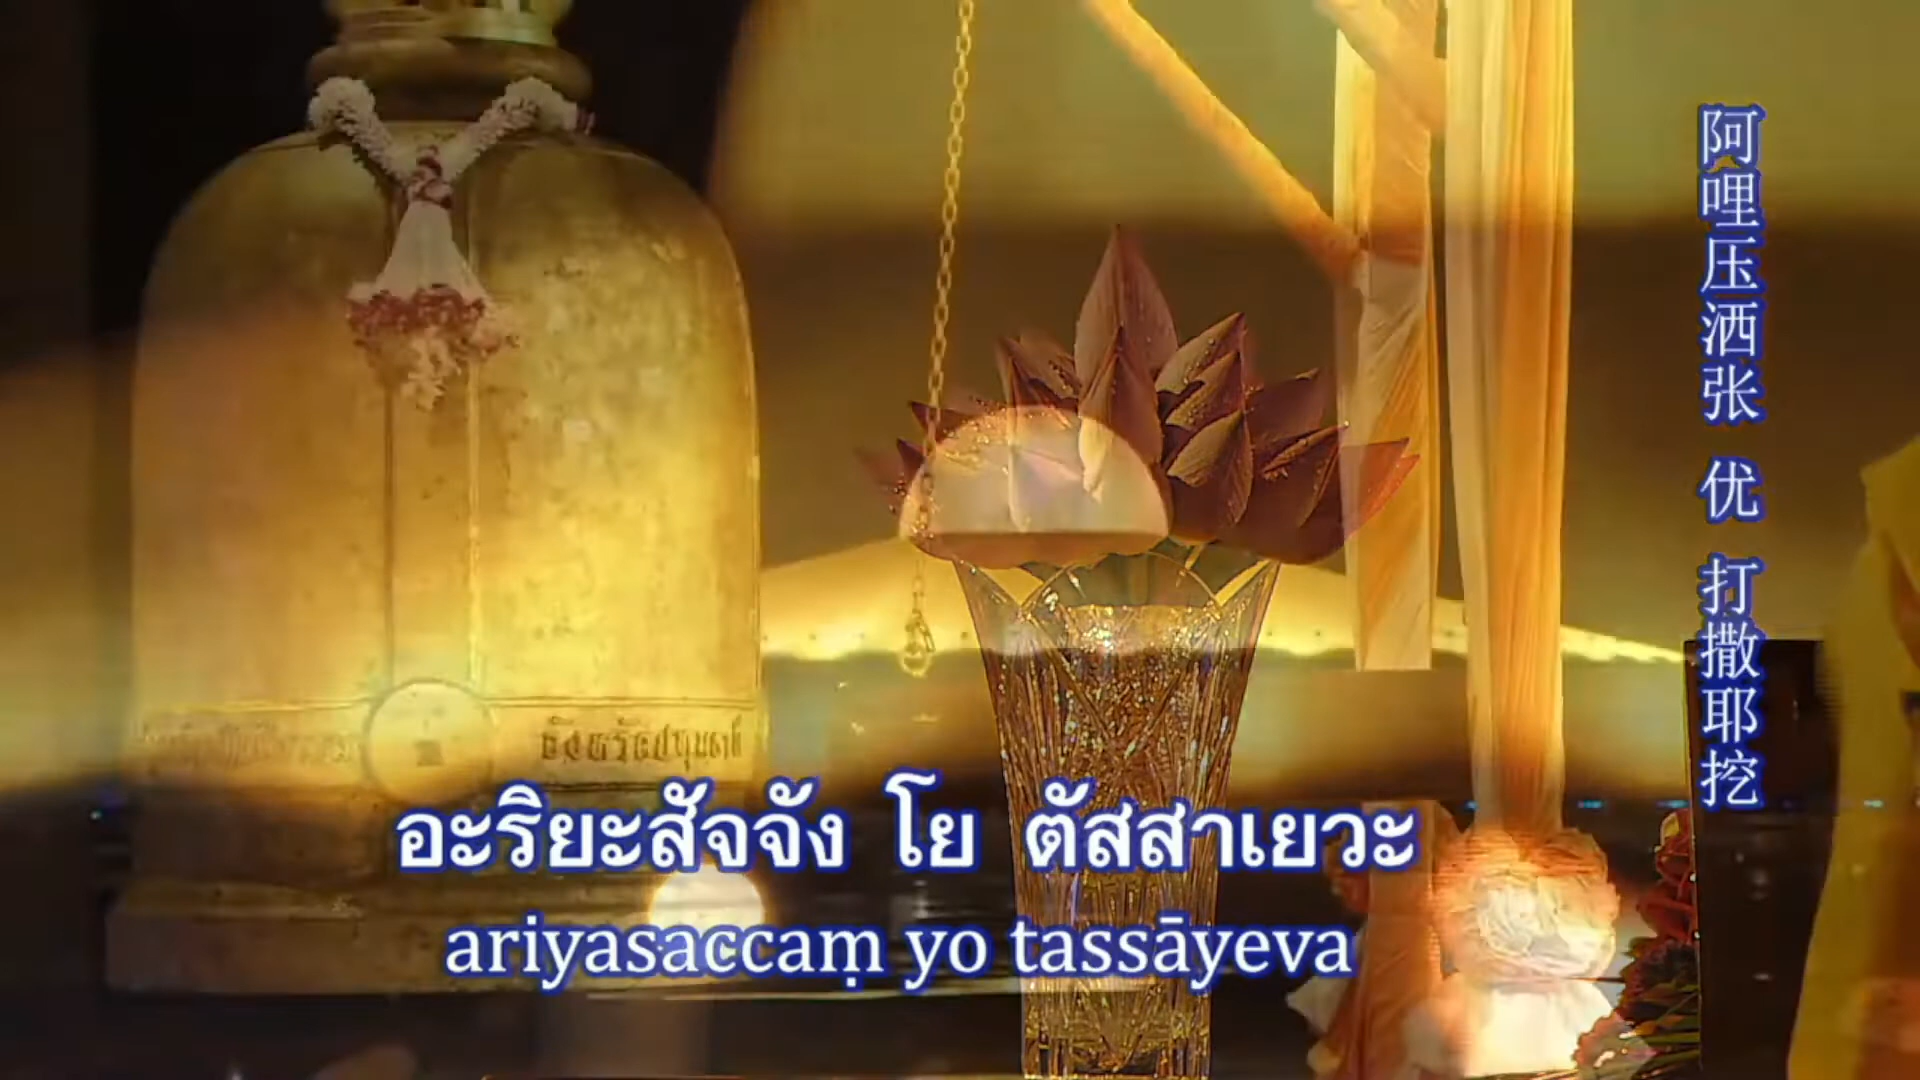 อะริยะสัจจัง โย ตัสสาเยวะ
ariyasaccaṃ yo tassāyeva
阿哩压洒张 优 打撒耶挖